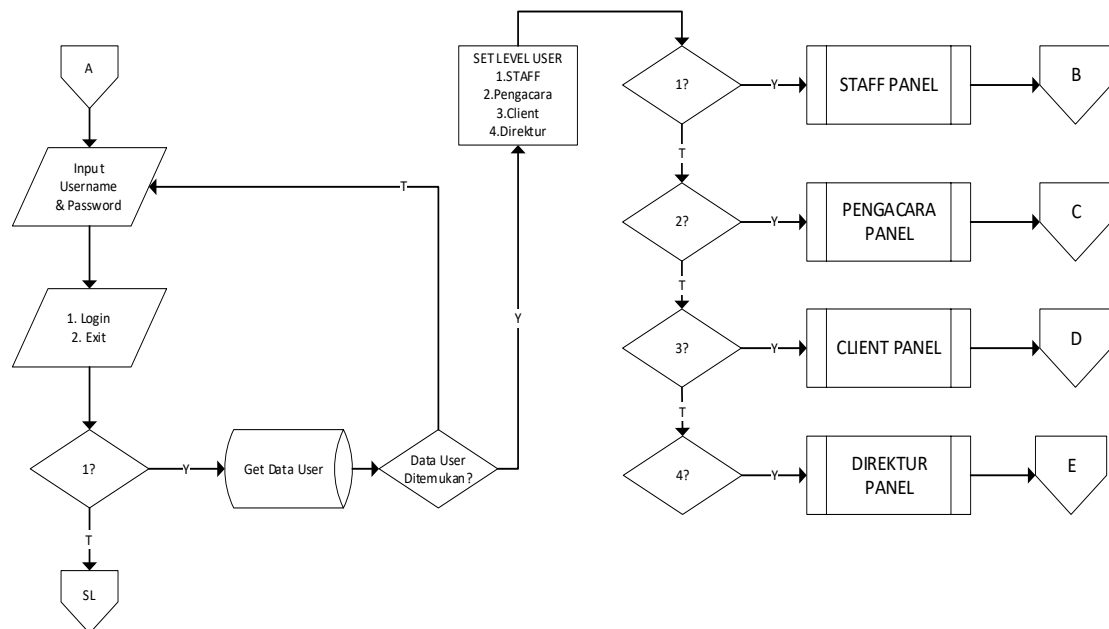 A
Input
Username
& Password
1. Login
2. Exit
1?
Y
T
SL
Get Data User
Data User
Ditemukan?
T
Y
SET LEVEL USER
1.STAFF
2.Pengacara
3.Client
4.Direktur
1?
Y
STAFF PANEL
B
T
2?
Y
PENGACARA
PANEL
C
T
3?
Y
CLIENT PANEL
D
T
4?
Y
DIREKTUR
PANEL
E